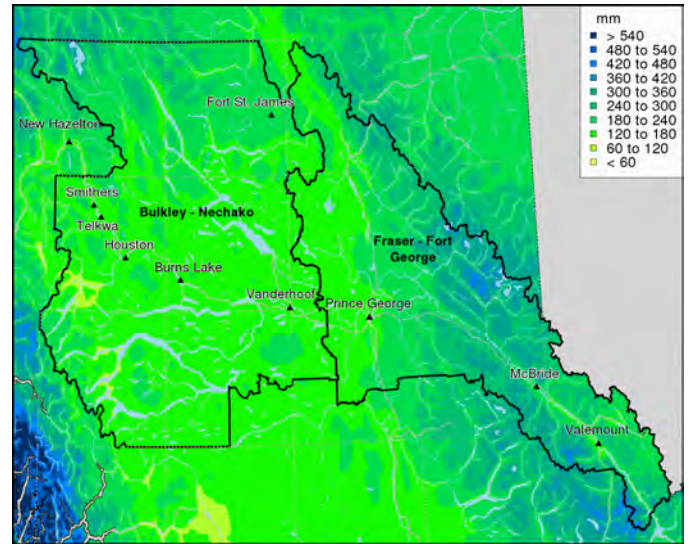 mm
> 540
480 to 540
420 to 480
360 to 420
300 to 360
240 to 300
180 to 240
120 to 180
60 to 120
< 60
Fort St. James
New Hazelton
Smithers
Telkwa
Bulkley - Nechako
Houston
Fraser - Fort
George
Burns Lake
Vanderhoof
Prince George
McBride
Valemount